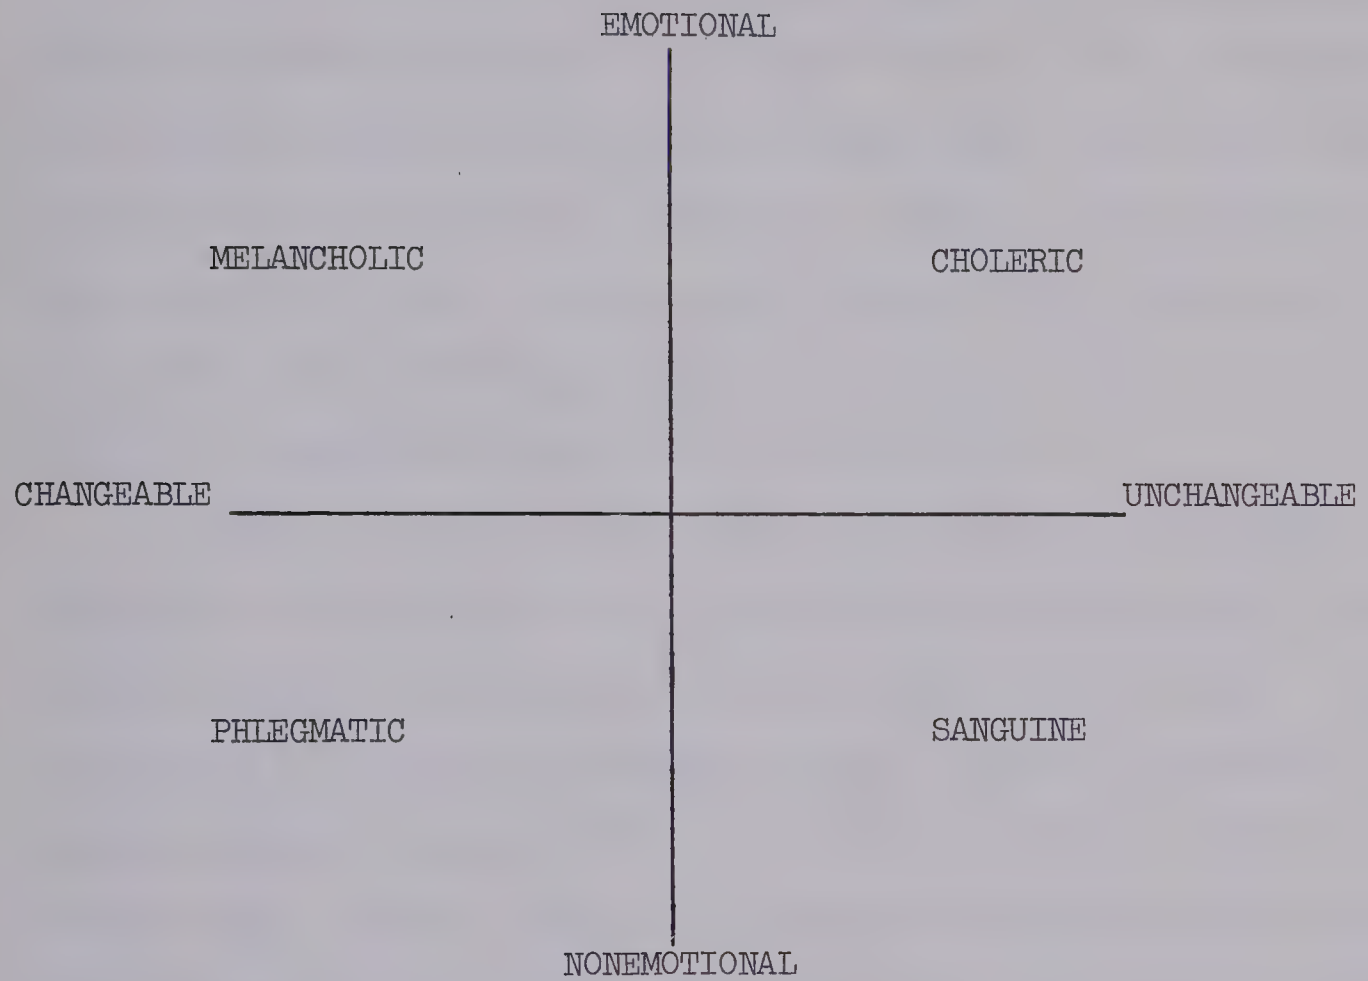 EMOTIONAL
MELANCHOLIC CHOLERIC
CHANGEABLE UNCHANGEABLE
PHLEGMATIC SANGUINE
NONEMOTIONAL